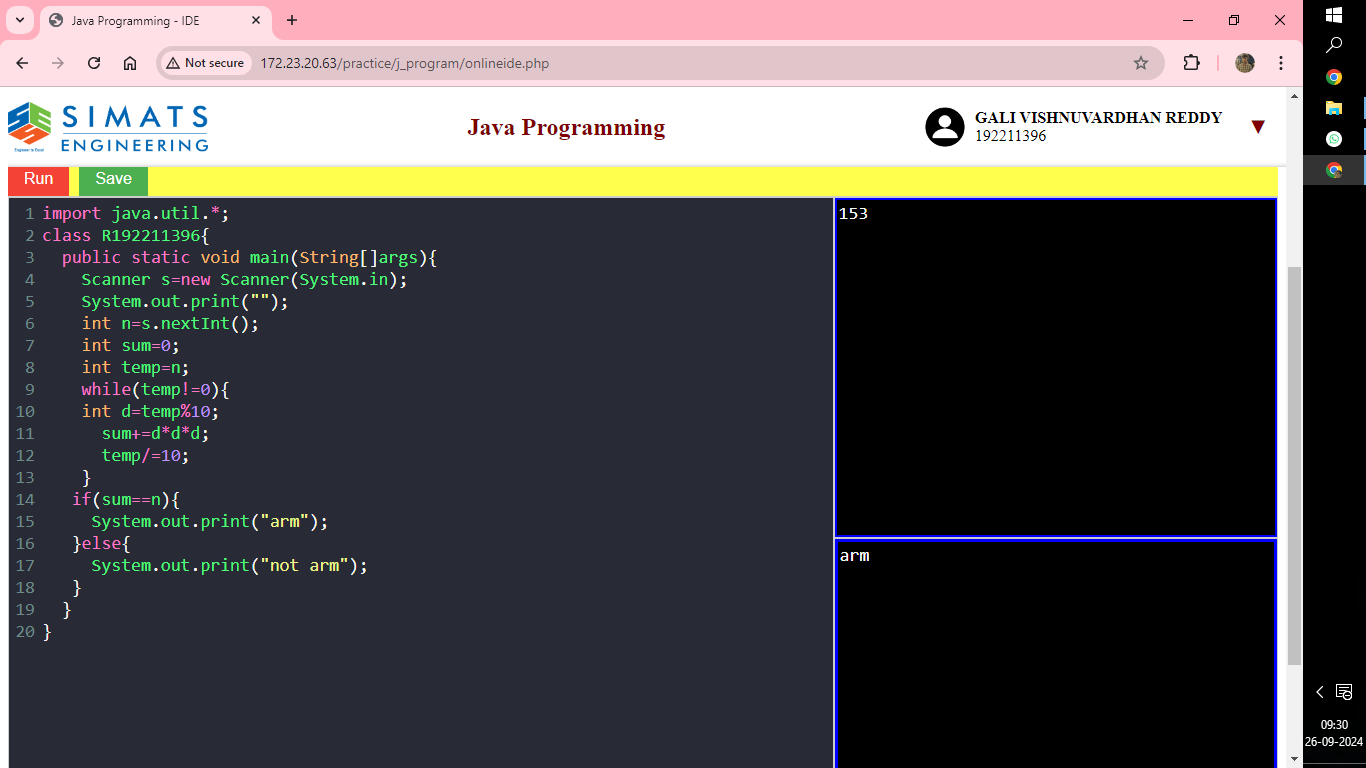 Java Programming - IDE
Not secure
172.23.20.63/practice/j_program/onlineide.php
SIMATS
ENGINEERING
Engineer to Excel
Java Programming
GALI VISHNUVARDHAN REDDY
192211396
Run Save
1 import java.util.*;
2 class R192211396{
3 public static void main(String[]args){
4 Scanner s=new Scanner(System.in);
5 System.out.print("");
6 int n=s.nextInt();
7 int sum=0;
8 int temp=n;
9 while(temp!=0){
10 int d=temp%10;
11 sum+=d*d*d;
12 temp/=10;
13 }
14 if(sum==n){
15 System.out.print("arm");
16 }else{
17 System.out.print("not arm");
18 }
19 }
20 }
153
arm
09:30
26-09-2024